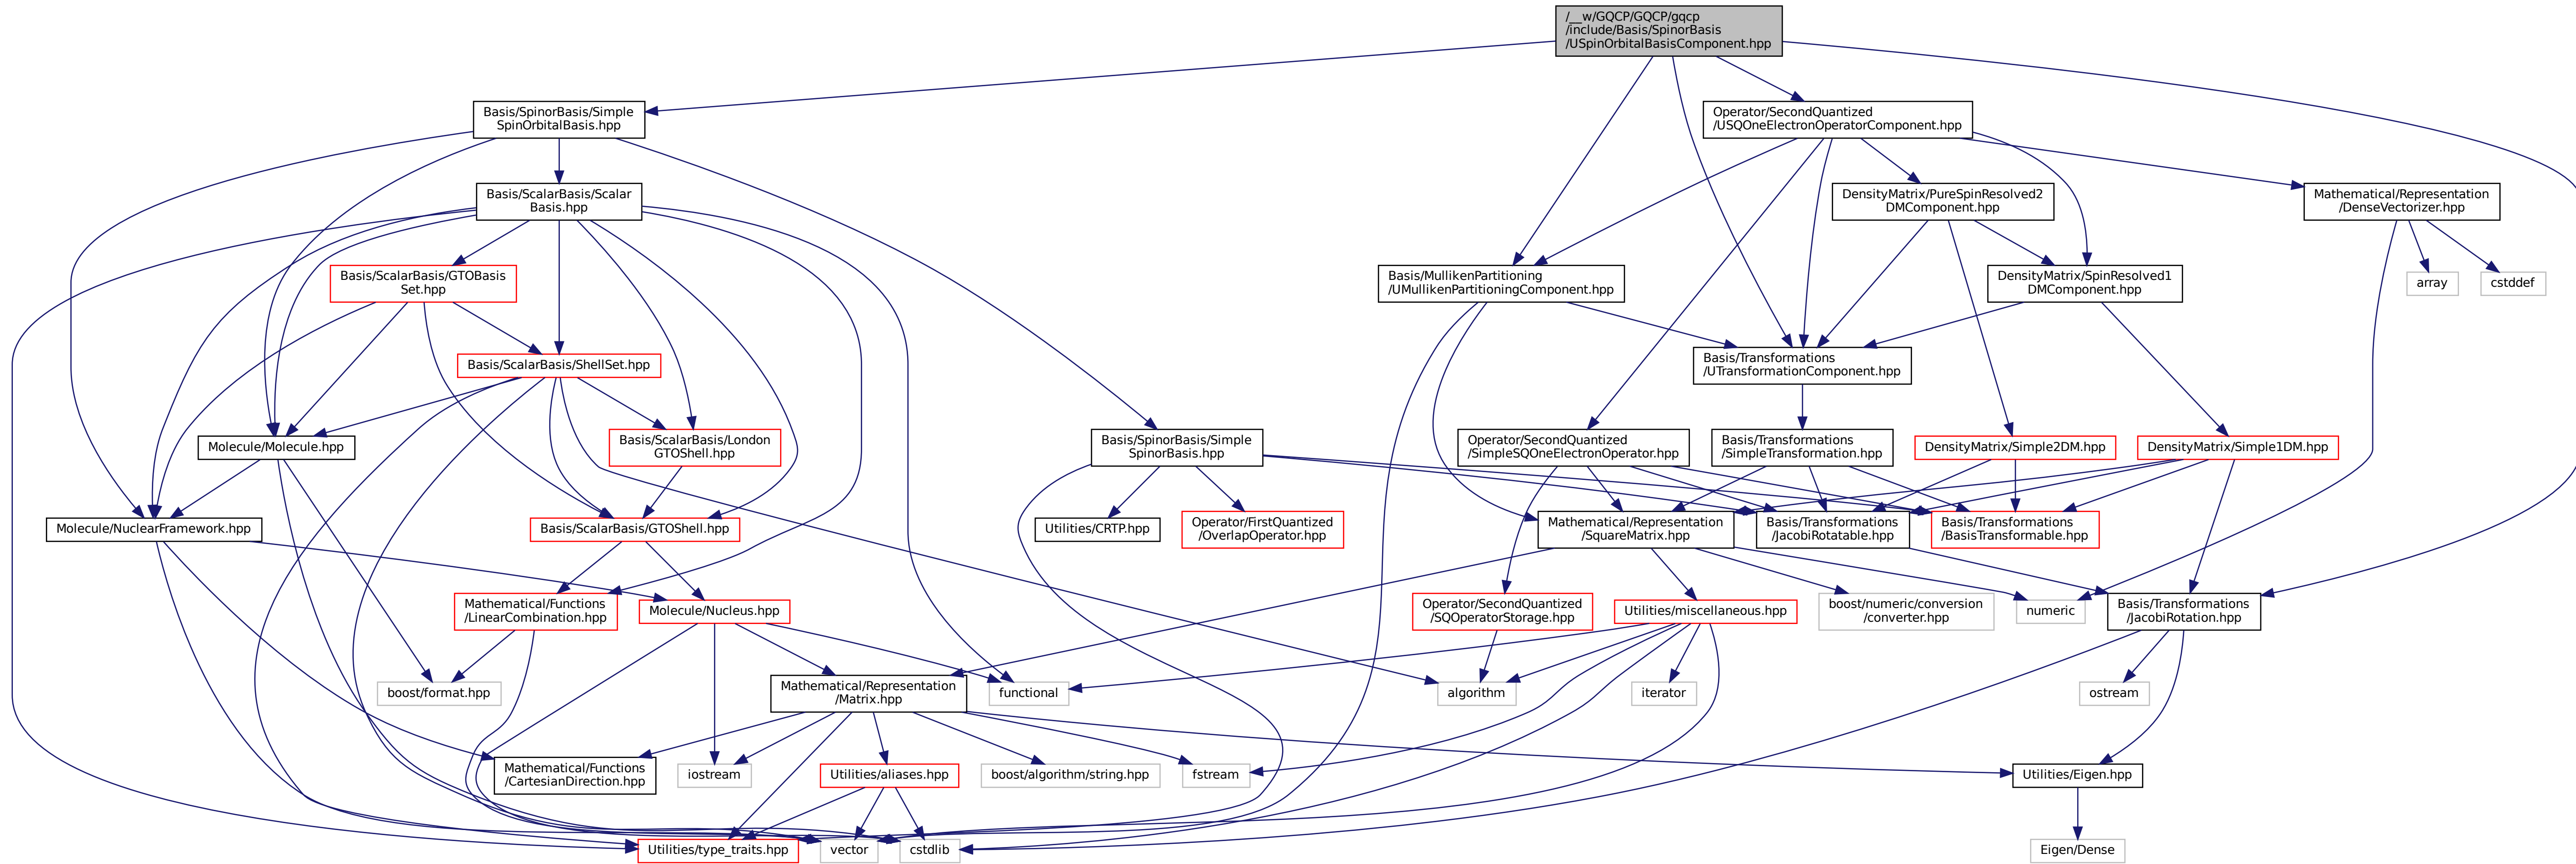 /__w/GQCP/GQCP/gqcp
/include/Basis/SpinorBasis
/USpinOrbitalBasisComponent.hpp
Basis/SpinorBasis/Simple
SpinOrbitalBasis.hpp
Operator/SecondQuantized
/USQOneElectronOperatorComponent.hpp
Basis/ScalarBasis/Scalar
Basis.hpp
DensityMatrix/PureSpinResolved2
DMComponent.hpp
Mathematical/Representation
/DenseVectorizer.hpp
Basis/ScalarBasis/GTOBasis
Set.hpp
Basis/MullikenPartitioning
/UMullikenPartitioningComponent.hpp
DensityMatrix/SpinResolved1
DMComponent.hpp
array
cstddef
Basis/ScalarBasis/ShellSet.hpp
Basis/Transformations
/UTransformationComponent.hpp
Molecule/Molecule.hpp
Basis/ScalarBasis/London
GTOShell.hpp
Basis/SpinorBasis/Simple
SpinorBasis.hpp
Operator/SecondQuantized
/SimpleSQOneElectronOperator.hpp
Basis/Transformations
/SimpleTransformation.hpp
DensityMatrix/Simple2DM.hpp
DensityMatrix/Simple1DM.hpp
Molecule/NuclearFramework.hpp
Basis/ScalarBasis/GTOShell.hpp
Utilities/CRTP.hpp
Operator/FirstQuantized
/OverlapOperator.hpp
Mathematical/Representation
/SquareMatrix.hpp
Basis/Transformations
/JacobiRotatable.hpp
Basis/Transformations
/BasisTransformable.hpp
Mathematical/Functions
/LinearCombination.hpp
Molecule/Nucleus.hpp
Operator/SecondQuantized
/SQOperatorStorage.hpp
Utilities/miscellaneous.hpp
boost/numeric/conversion
/converter.hpp
numeric
Basis/Transformations
/JacobiRotation.hpp
boost/format.hpp
Mathematical/Representation
/Matrix.hpp
functional
algorithm
iterator
ostream
Mathematical/Functions
/CartesianDirection.hpp
iostream
Utilities/aliases.hpp
boost/algorithm/string.hpp
fstream
Utilities/Eigen.hpp
Utilities/type_traits.hpp
vector
cstdlib
Eigen/Dense